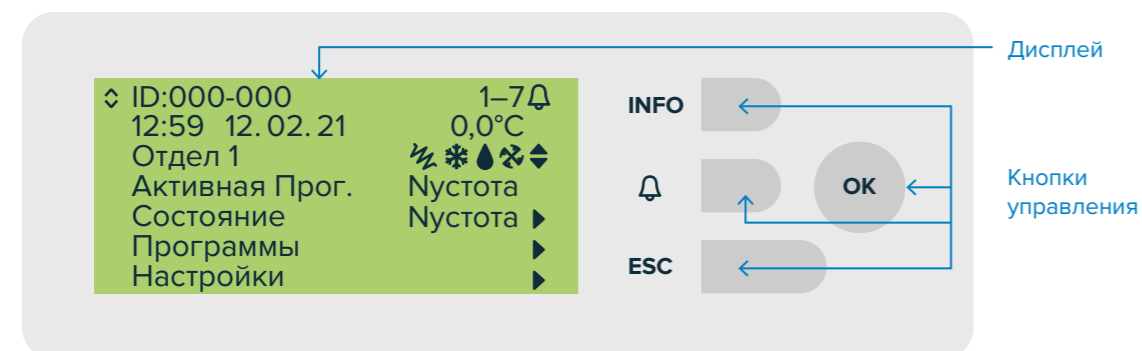 Дисплей
ID:000-000 1–7
12:59 12.02.21 0,0°C
Отдел 1
Активная Прог. Nустота
Состояние Nустота
Программы
Настройки
INFO
OK
ESC
Кнопки
управления